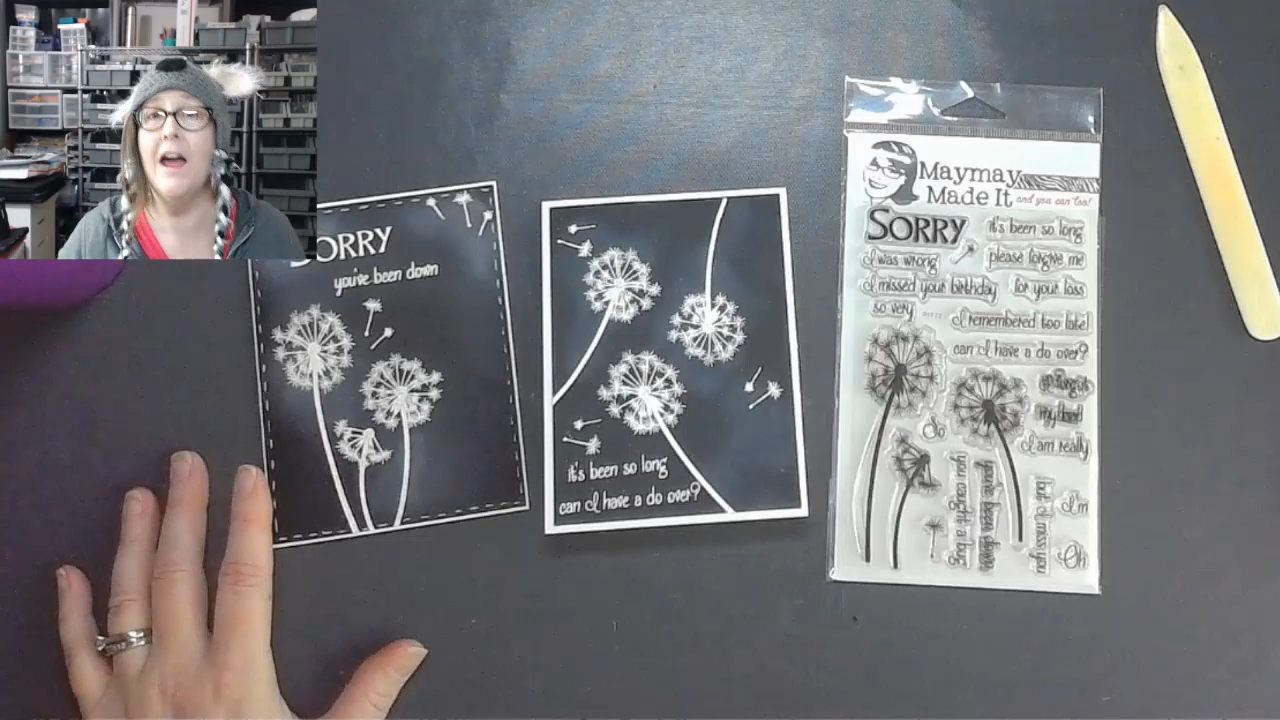 SORRY
you've been down
it's been so long
can I have a do over?
Maymay
Made It and you can too!
SORRY
it's been so long
I was wrong
please forgive me
I missed your birthday
for your loss
so very
I remembered too late!
can I have a do over?
my dear!
So
I am really
you caught a bug
you've been down
but I miss you
I'm
Oh